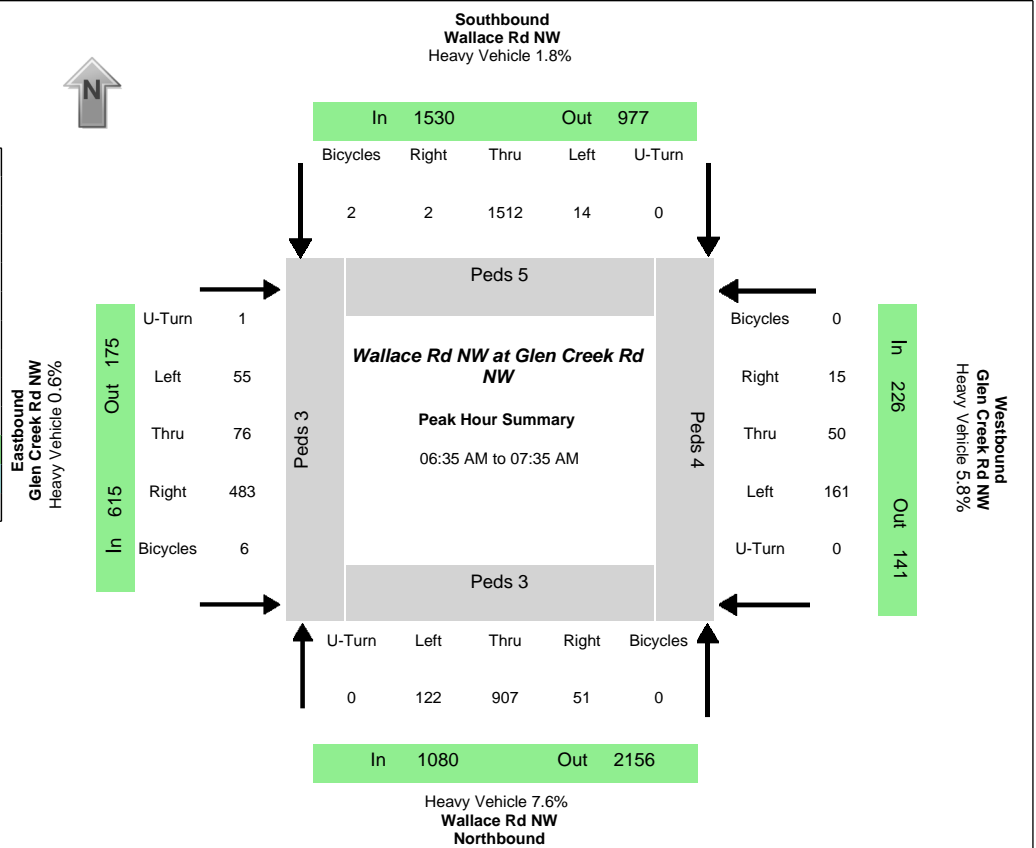 Southbound
Wallace Rd NW
Heavy Vehicle 1.8%
N
In 1530 Out 977
Bicycles Right Thru Left U-Turn
2 2 1512 14 0
Peds 5
Eastbound
Glen Creek Rd NW
Heavy Vehicle 0.6%
In 615 Out 175
U-Turn 1
Left 55
Thru 76
Right 483
Bicycles 6
Peds 3
Wallace Rd NW at Glen Creek Rd
NW
Peak Hour Summary
06:35 AM to 07:35 AM
Peds 4
Bicycles 0
Right 15
Thru 50
Left 161
U-Turn 0
In 226 Out 141
Westbound
Glen Creek Rd NW
Heavy Vehicle 5.8%
Peds 3
U-Turn Left Thru Right Bicycles
0 122 907 51 0
In 1080 Out 2156
Heavy Vehicle 7.6%
Wallace Rd NW
Northbound